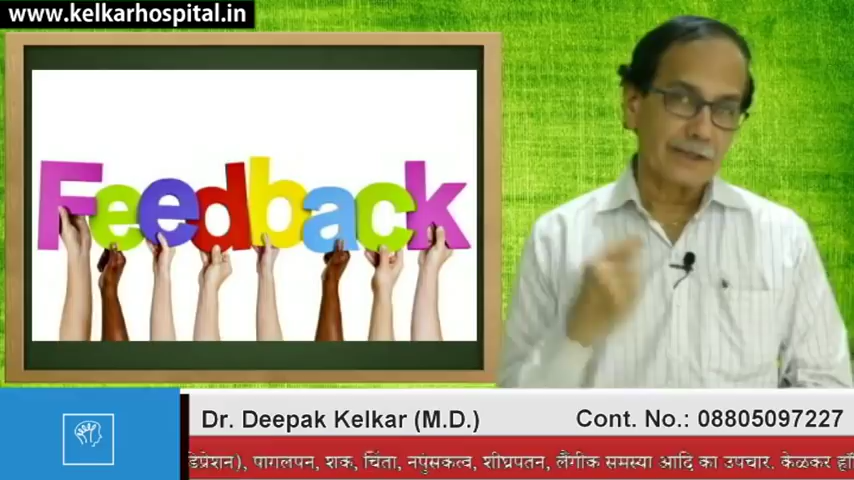 www.kelkarhospital.in
Feedback
Dr. Deepak Kelkar (M.D.)
Cont. No.: 08805097227
डिप्रेशन), पागलपन, शक, चिंता, नपुंसकत्व, शीघ्रपतन, लैंगीक समस्या आदि का उपचार. केळकर हॉ